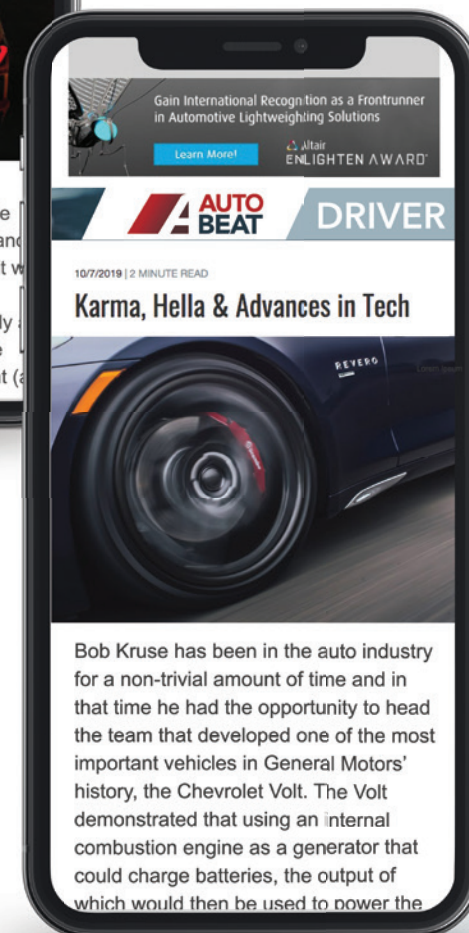 Gain International Recognition as a Frontrunner
in Automotive Lightweighting Solutions
Learn More!
Altair
ENLIGHTEN AWARD
AUTO
BEAT
DRIVER
10/7/2019 | 2 MINUTE READ
Karma, Hella & Advances in Tech
REVERO
Lorem ipsum
Bob Kruse has been in the auto industry
for a non-trivial amount of time and in
that time he had the opportunity to head
the team that developed one of the most
important vehicles in General Motors'
history, the Chevrolet Volt. The Volt
demonstrated that using an internal
combustion engine as a generator that
could charge batteries, the output of
which would then be used to power the